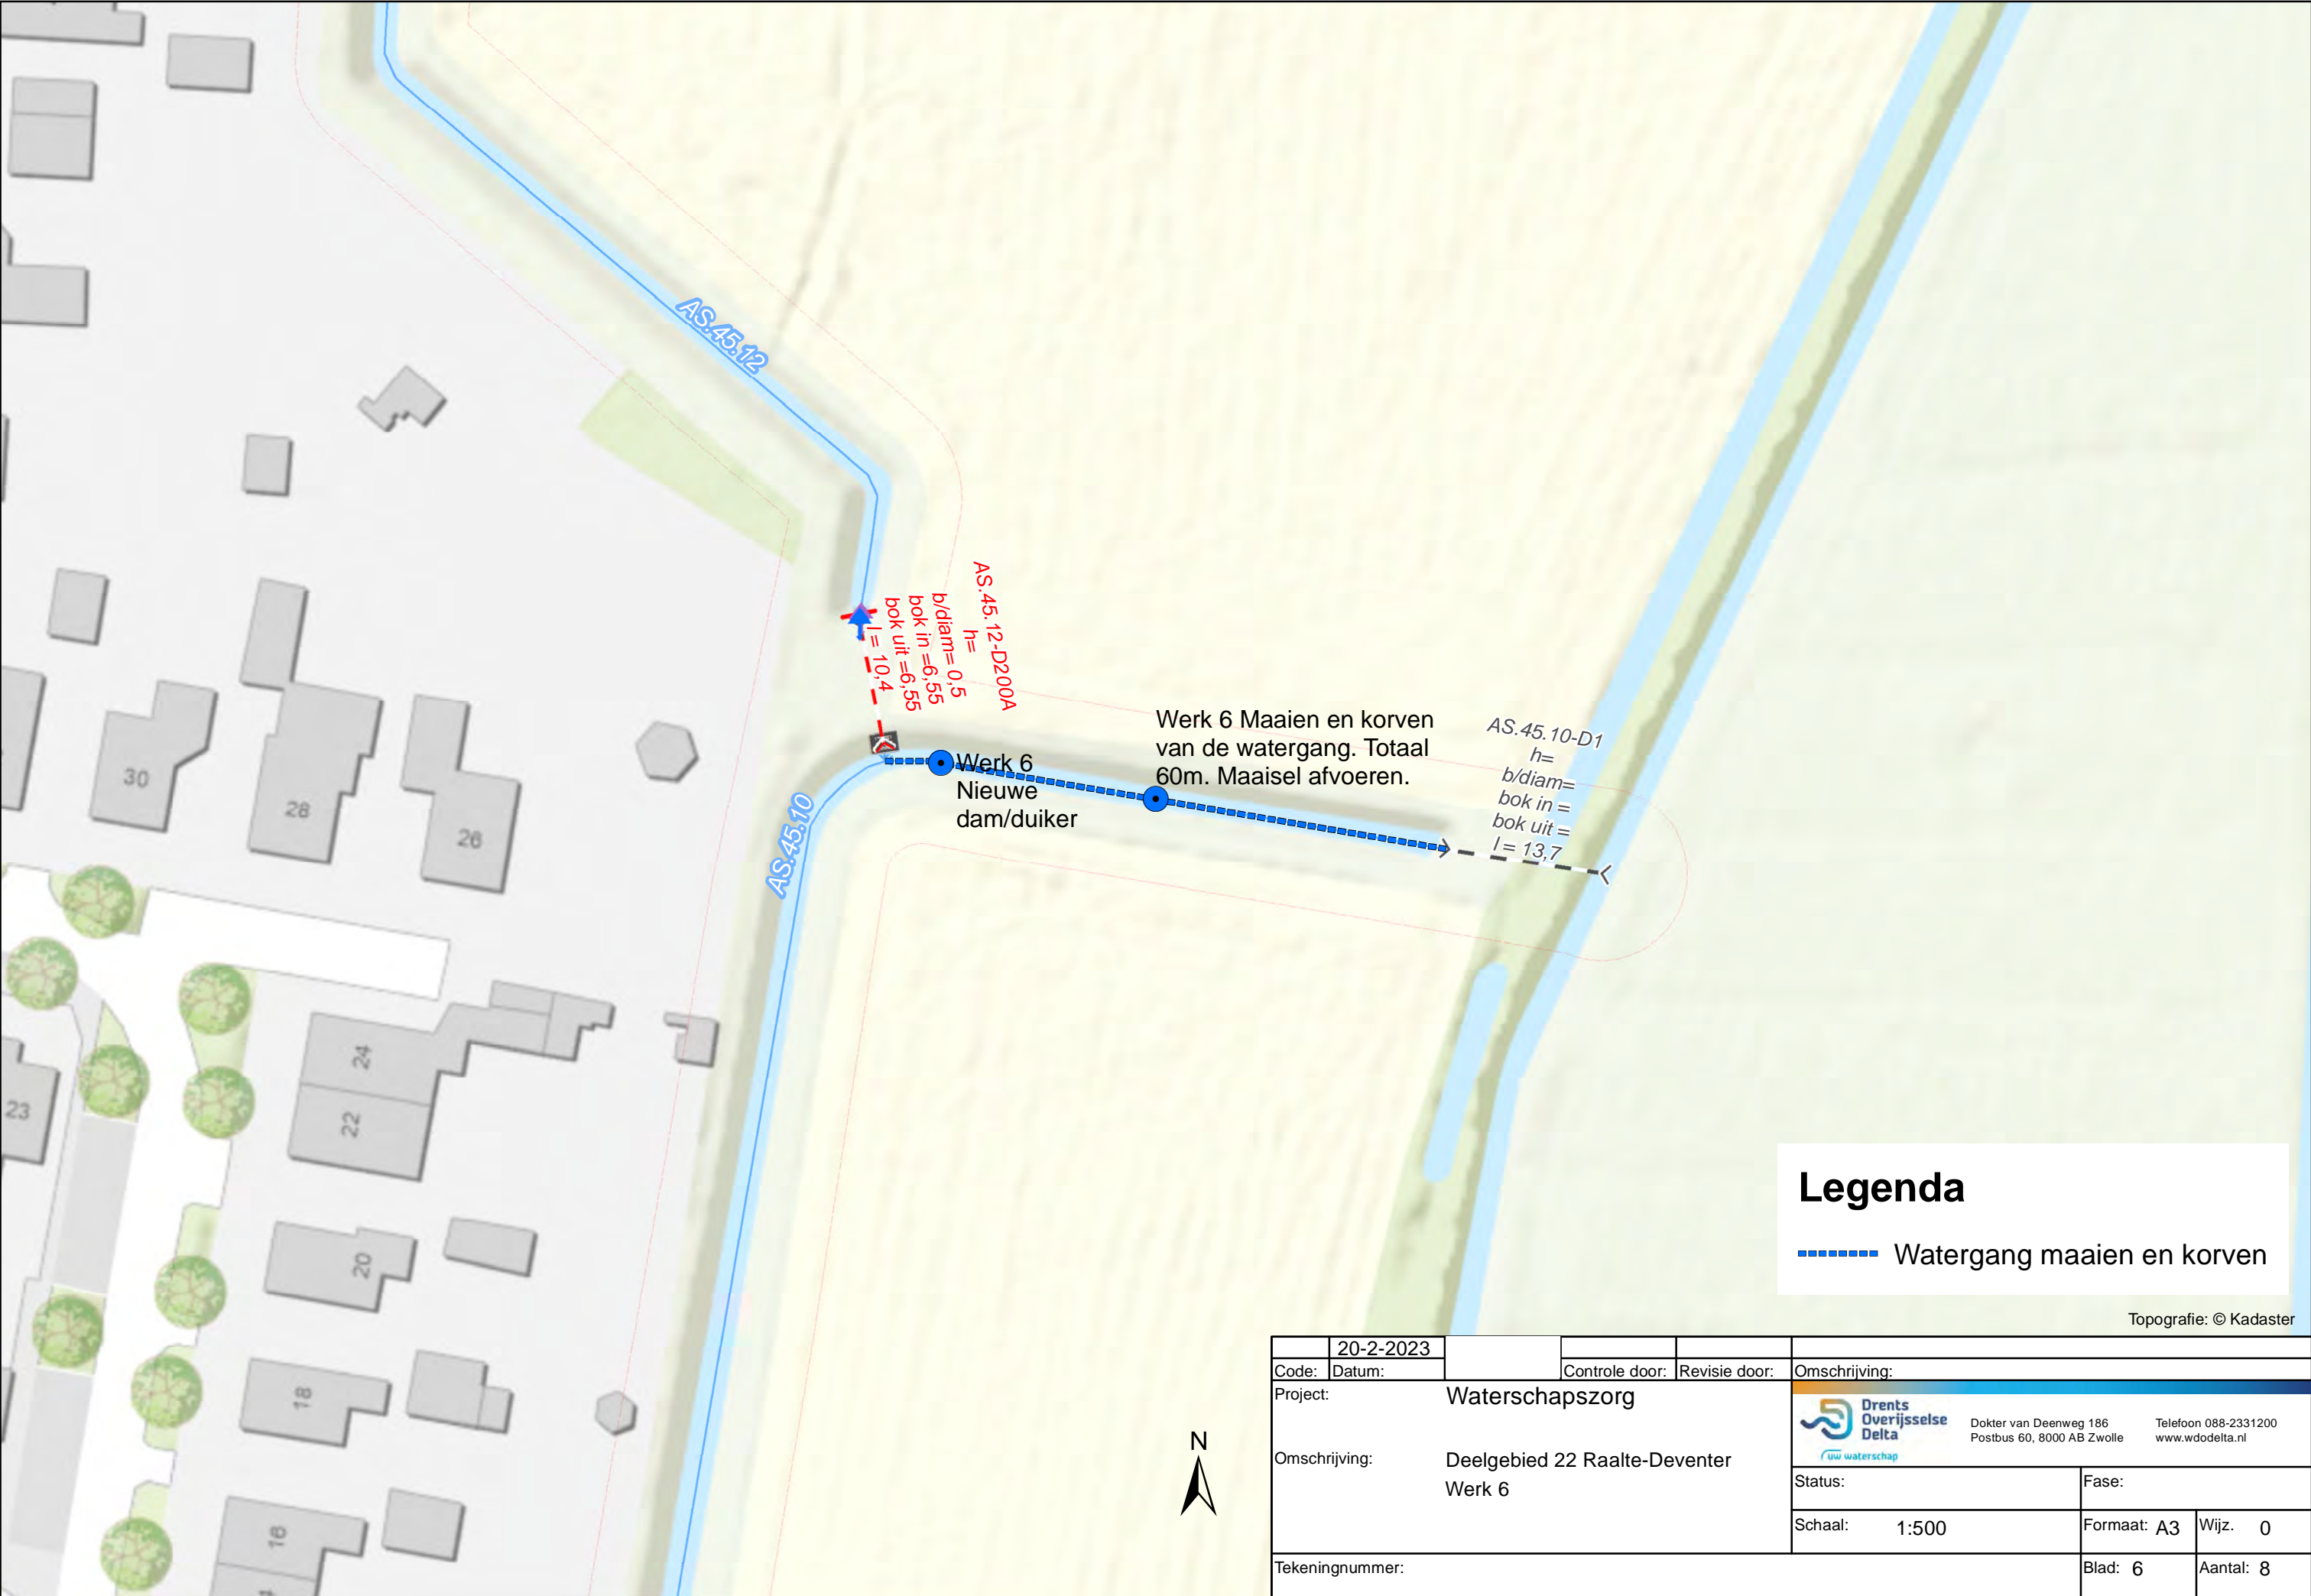 AS.45.12
AS.45.12-D200A
h=
b/diam= 0,5
bok in =6,55
bok uit =6,55
l = 10,4
Werk 6 Maaien en korven
van de watergang. Totaal
60m. Maaisel afvoeren.
Werk 6
Nieuwe
dam/duiker
AS.45.10-D1
h=
b/diam=
bok in =
bok uit =
l = 13,7
AS.45.10
30
28
26
24
22
23
20
18
16
Legenda
Watergang maaien en korven
Topografie: © Kadaster
20-2-2023
Code: Datum: Controle door: Revisie door: Omschrijving:
Project: Waterschapszorg
Omschrijving: Deelgebied 22 Raalte-Deventer
Werk 6
Tekeningnummer:
Drents
Overijsselse
Delta
uw waterschap
Dokter van Deenweg 186
Postbus 60, 8000 AB Zwolle
Telefoon 088-2331200
www.wdodelta.nl
Status: Fase:
Schaal: 1:500 Formaat: A3 Wijz. 0
Blad: 6 Aantal: 8
N